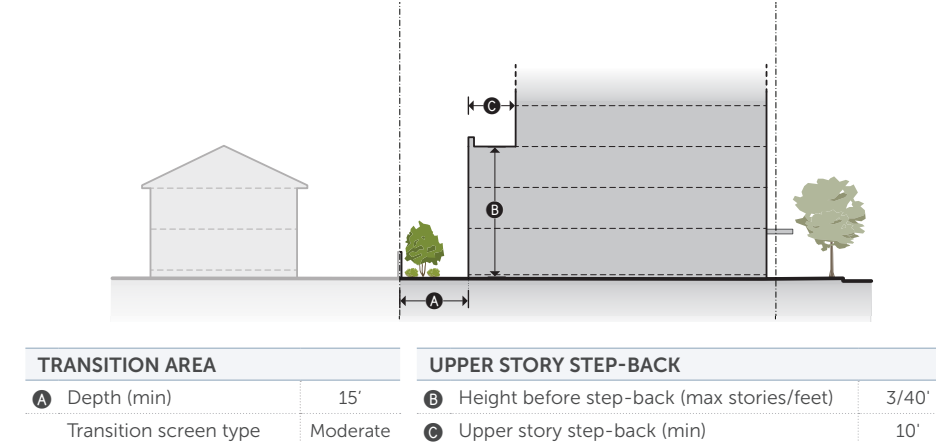 C
B
A
TRANSITION AREA
A Depth (min) 15'
Transition screen type Moderate
UPPER STORY STEP-BACK
B Height before step-back (max stories/feet) 3/40'
C Upper story step-back (min) 10'